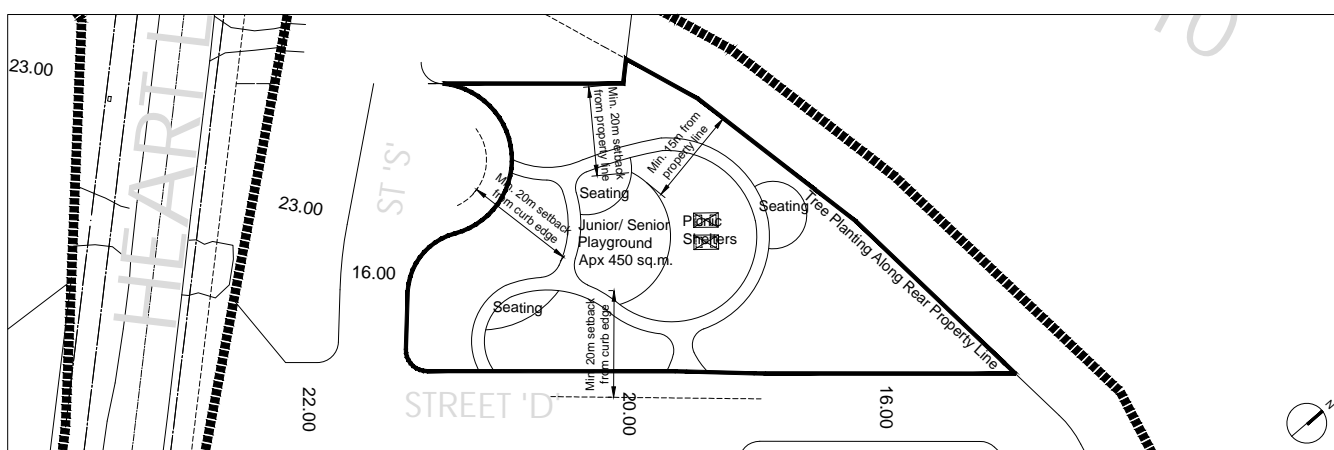 23.00
HEART L
23.00
ST 'S'
16.00
22.00
STREET 'D'
20.00
16.00
Min. 20m setback
from property line
Min. 15m from
property line
Min. 20m setback
from curb edge
Seating
Junior/ Senior
Playground
Apx 450 sq.m.
Picnic
Shelters
Seating
Seating
Min. 20m setback
from curb edge
Tree Planting Along Rear Property Line
N